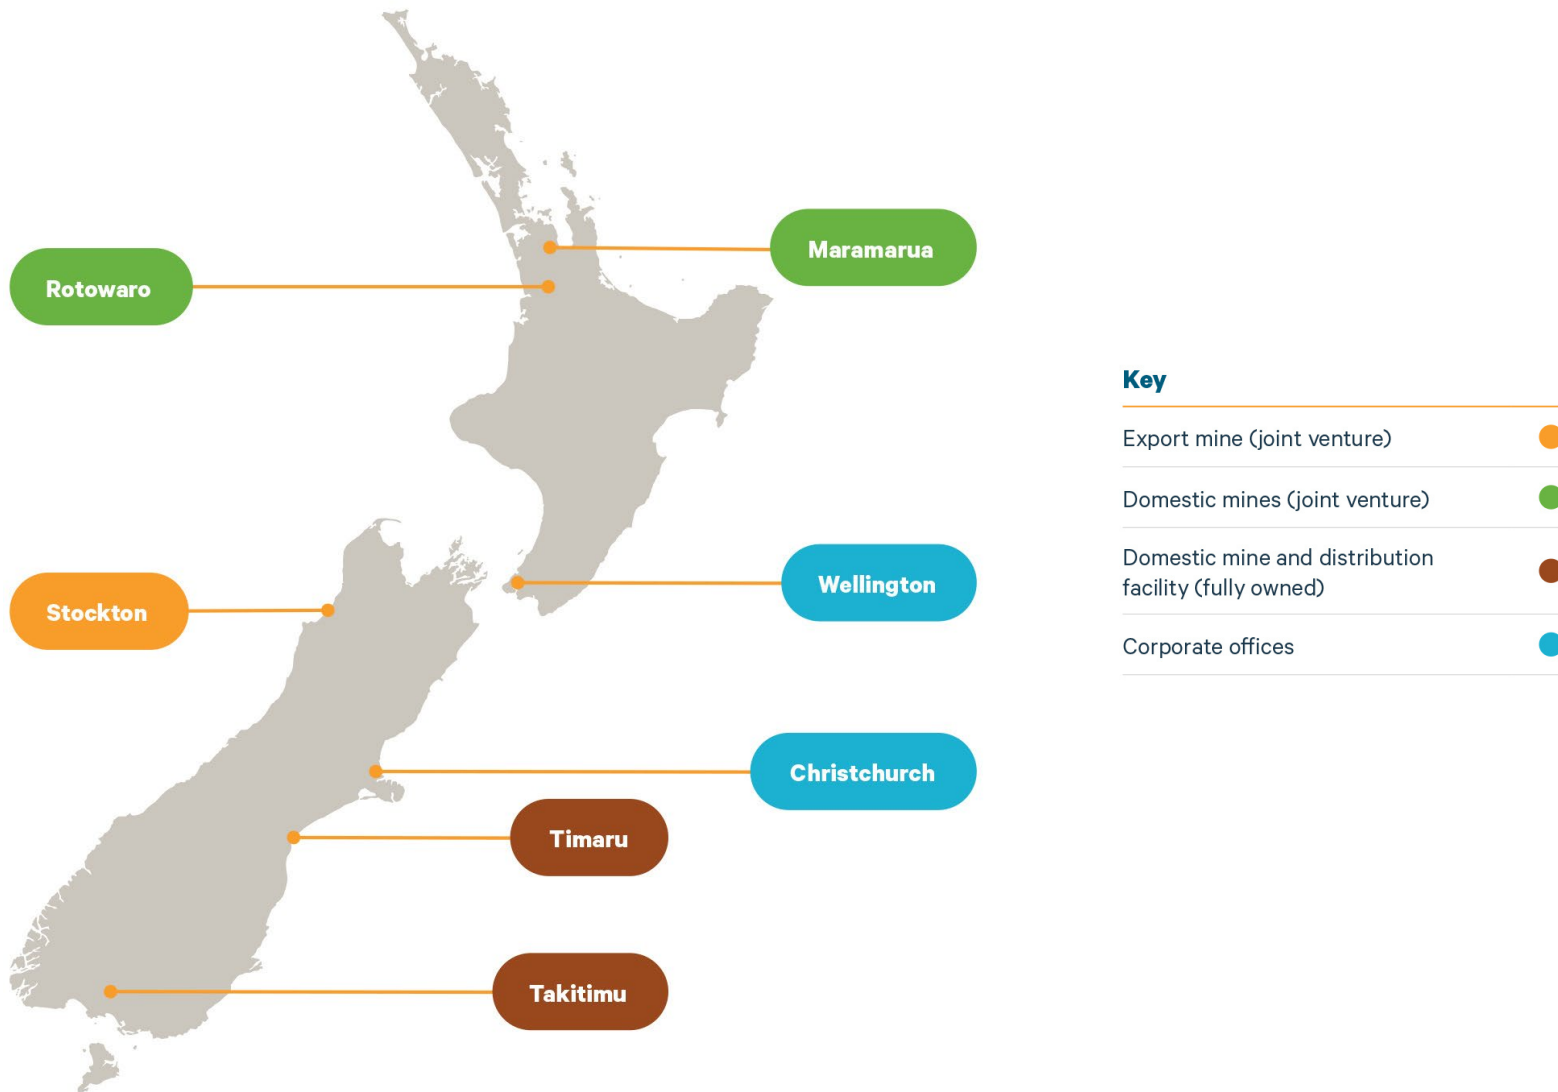 Maramarua
Rotowaro
Key
Export mine (joint venture)
Domestic mines (joint venture)
Domestic mine and distribution
facility (fully owned)
Corporate offices
Wellington
Stockton
Christchurch
Timaru
Takitimu